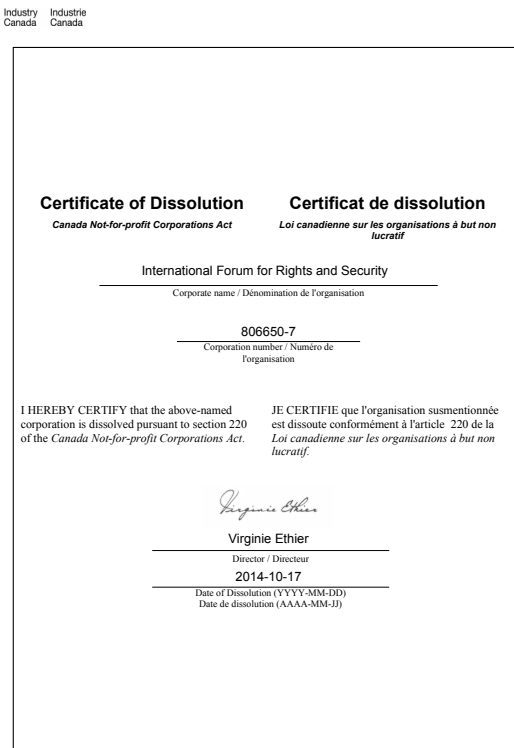 Industry Industrie
Canada Canada
Certificate of Dissolution
Canada Not-for-profit Corporations Act
Certificat de dissolution
Loi canadienne sur les organisations à but non
lucratif
International Forum for Rights and Security
Corporate name / Dénomination de l'organisation
806650-7
Corporation number / Numéro de
l'organisation
I HEREBY CERTIFY that the above-named
corporation is dissolved pursuant to section 220
of the Canada Not-for-profit Corporations Act.
JE CERTIFIE que l'organisation susmentionnée
est dissoute conformément à l'article 220 de la
Loi canadienne sur les organisations à but non
lucratif.
Virginie Ethier
Virginie Ethier
Director / Directeur
2014-10-17
Date of Dissolution (YYYY-MM-DD)
Date de dissolution (AAAA-MM-JJ)